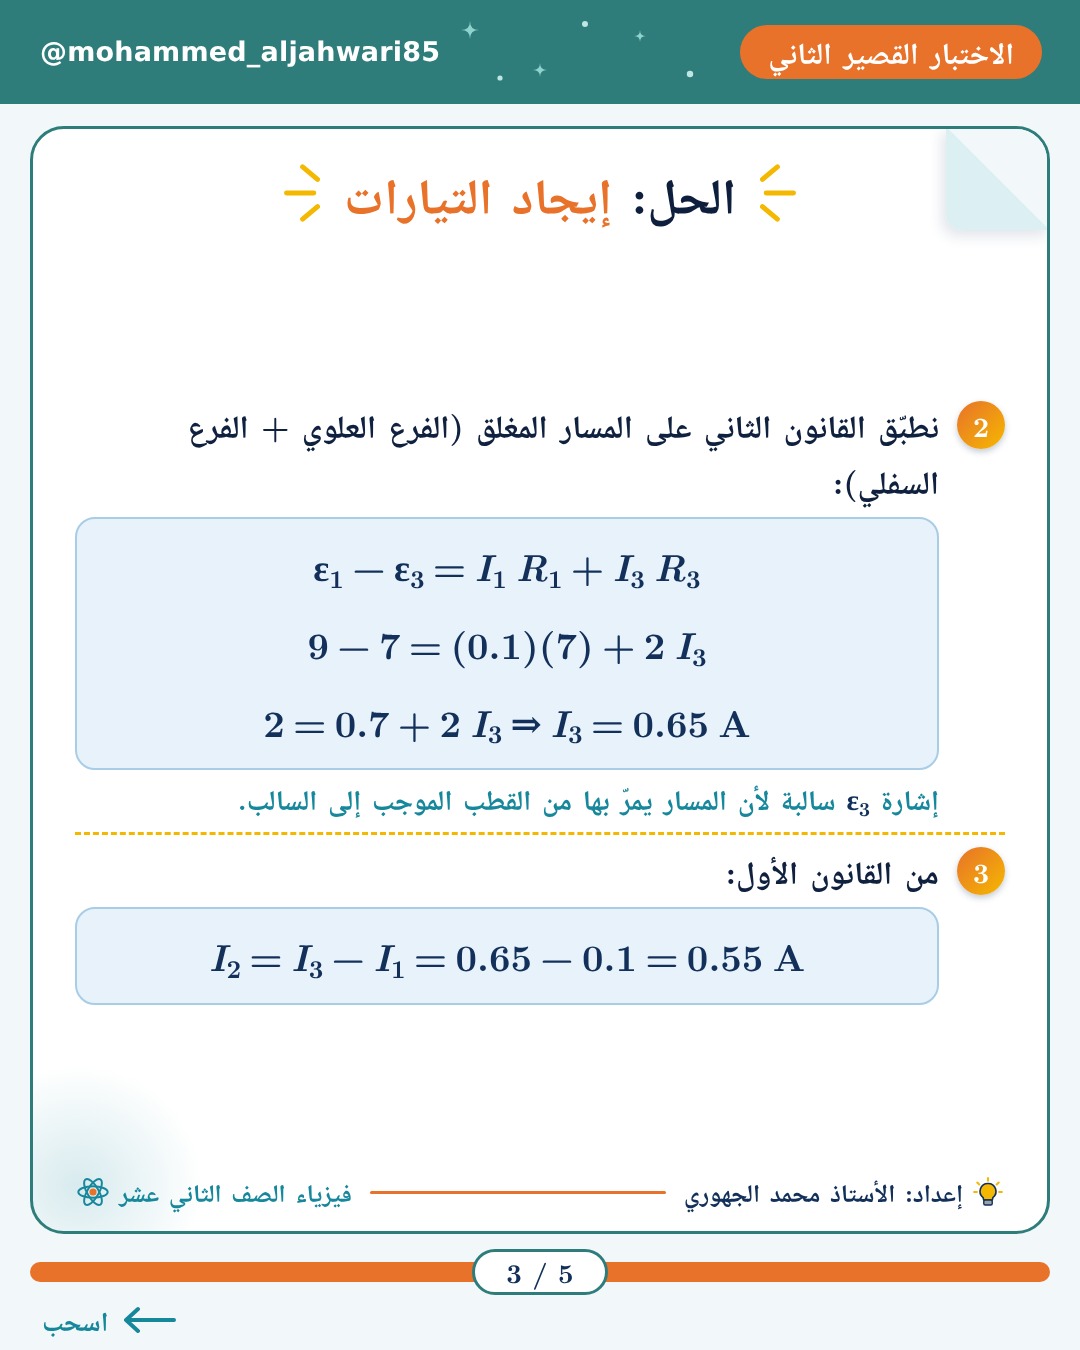 الاختبار القصير الثاني
@mohammed_aljahwari85
الحل: إيجاد التيارات
2
نطبّق القانون الثاني على المسار المغلق (الفرع العلوي + الفرع
السفلي):
ε₁ − ε₃ = I₁ R₁ + I₃ R₃
9 − 7 = (0.1)(7) + 2 I₃
2 = 0.7 + 2 I₃ ⇒ I₃ = 0.65 A
إشارة ε₃ سالبة لأن المسار يمرّ بها من القطب الموجب إلى السالب.
3
من القانون الأول:
I₂ = I₃ − I₁ = 0.65 − 0.1 = 0.55 A
إعداد: الأستاذ محمد الجهوري
فيزياء الصف الثاني عشر
3 / 5
اسحب